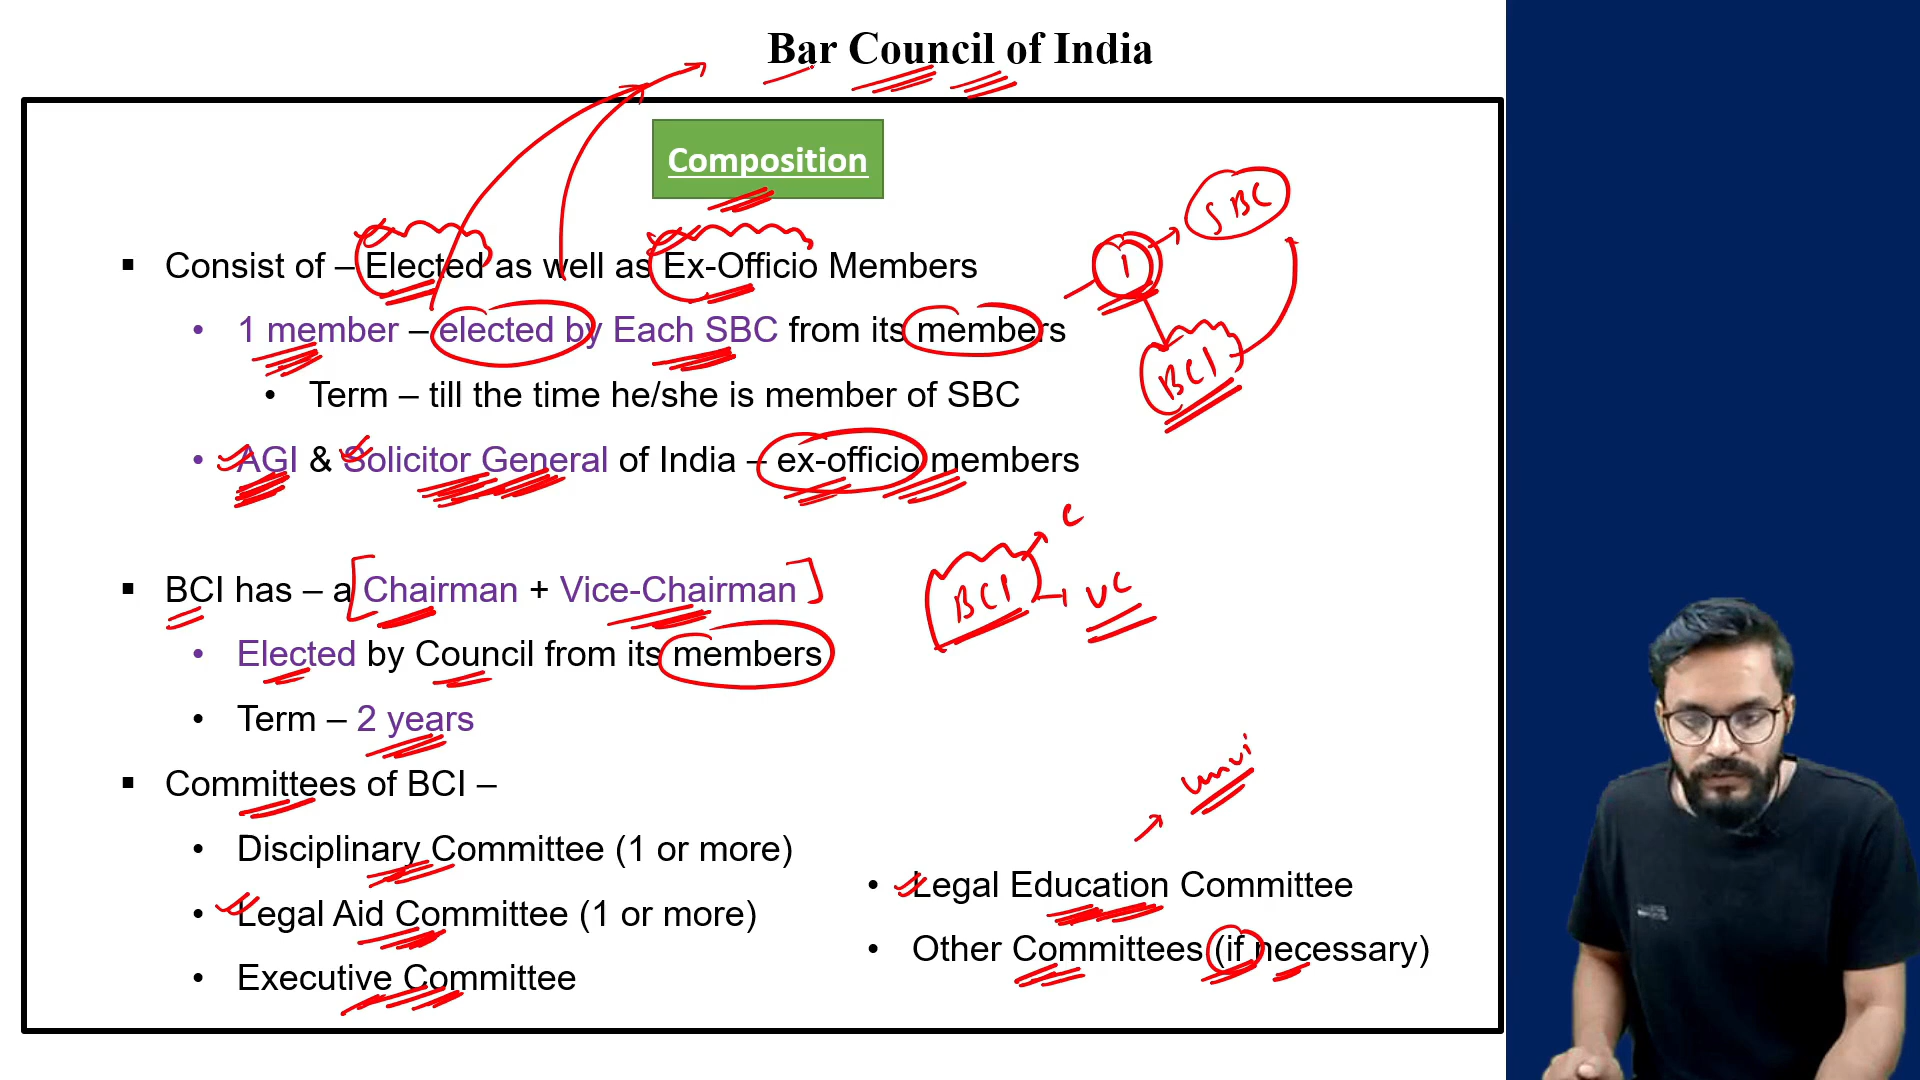 Bar Council of India
Composition
▪ Consist of – Elected as well as Ex-Officio Members
• 1 member – elected by Each SBC from its members
• Term – till the time he/she is member of SBC
• AGI & Solicitor General of India – ex-officio members
1
SBC
BCI
▪ BCI has – a Chairman + Vice-Chairman
• Elected by Council from its members
• Term – 2 years
BCI
C
VC
▪ Committees of BCI –
• Disciplinary Committee (1 or more)
• Legal Aid Committee (1 or more)
• Executive Committee
• Legal Education Committee
• Other Committees (if necessary)